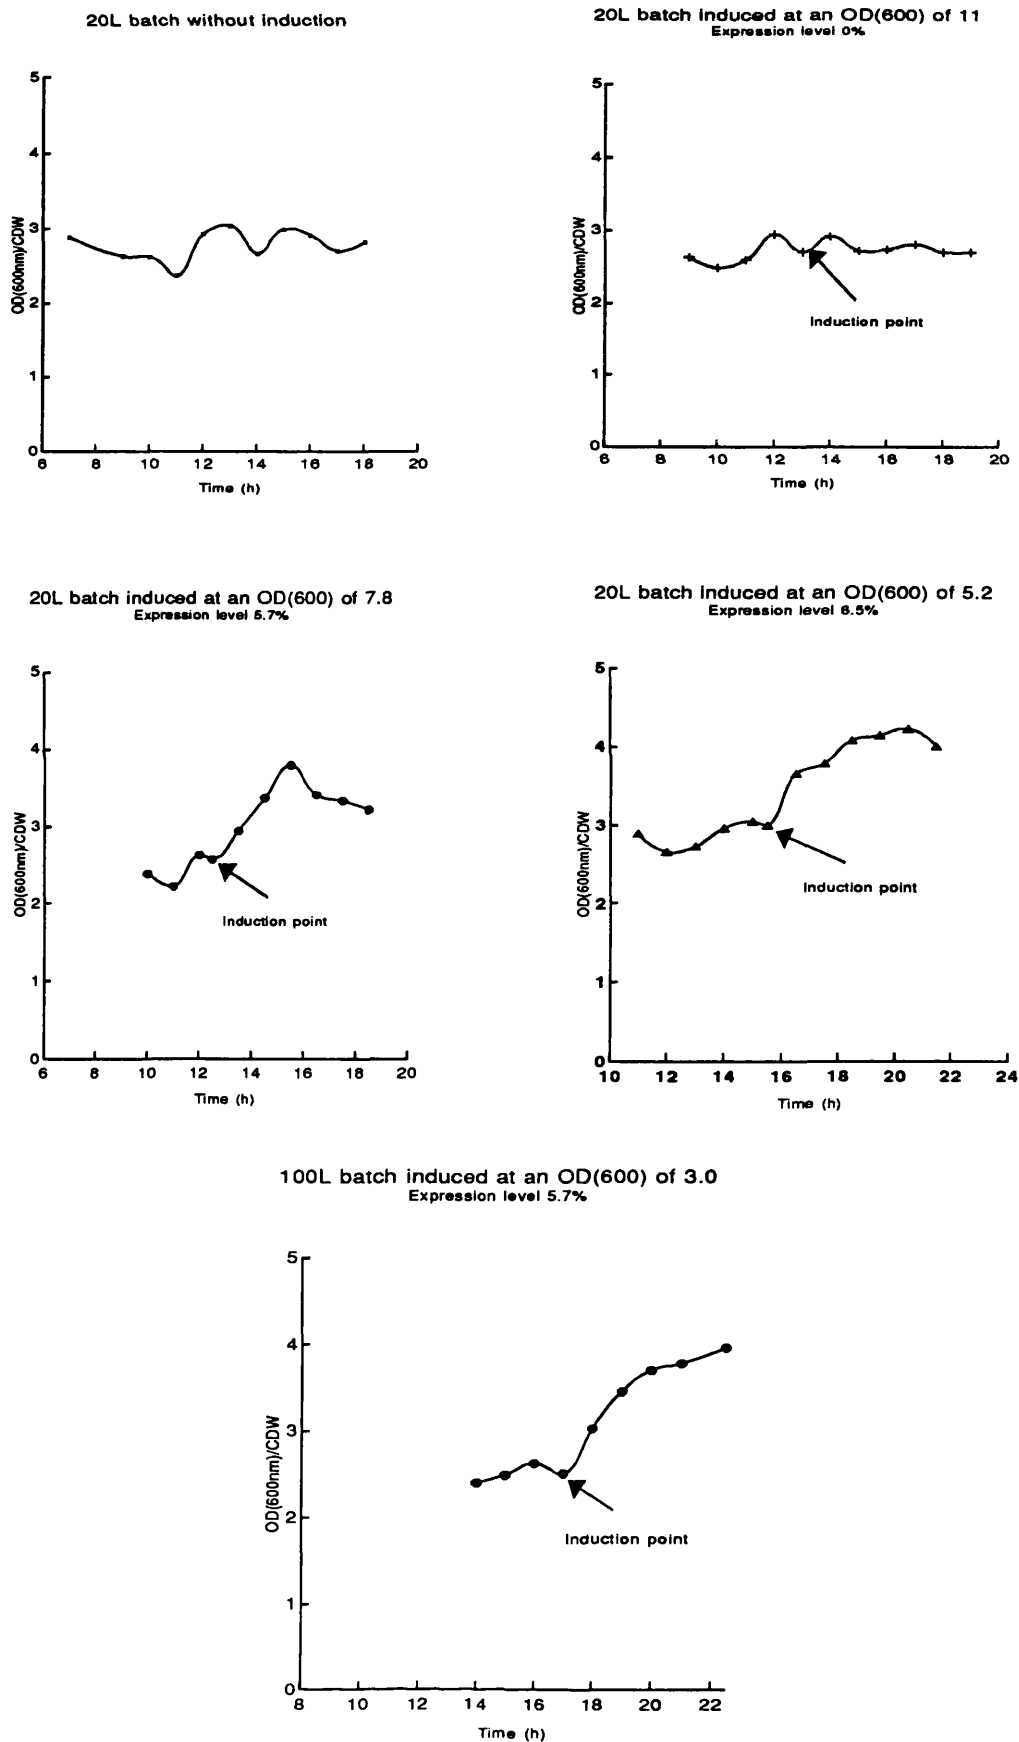 20L batch without induction
5
4
3
2
1
0
OD(600nm)/CDW
6 8 10 12 14 16 18 20
Time (h)
20L batch induced at an OD(600) of 11
Expression level 0%
5
4
3
2
1
0
OD(600nm)/CDW
6 8 10 12 14 16 18 20
Time (h)
Induction point
20L batch induced at an OD(600) of 7.8
Expression level 5.7%
5
4
3
2
1
0
OD(600nm)/CDW
6 8 10 12 14 16 18 20
Time (h)
Induction point
20L batch induced at an OD(600) of 5.2
Expression level 6.5%
5
4
3
2
1
0
OD(600nm)/CDW
10 12 14 16 18 20 22 24
Time (h)
Induction point
100L batch induced at an OD(600) of 3.0
Expression level 5.7%
5
4
3
2
1
0
OD(600nm)/CDW
8 10 12 14 16 18 20 22
Time (h)
Induction point